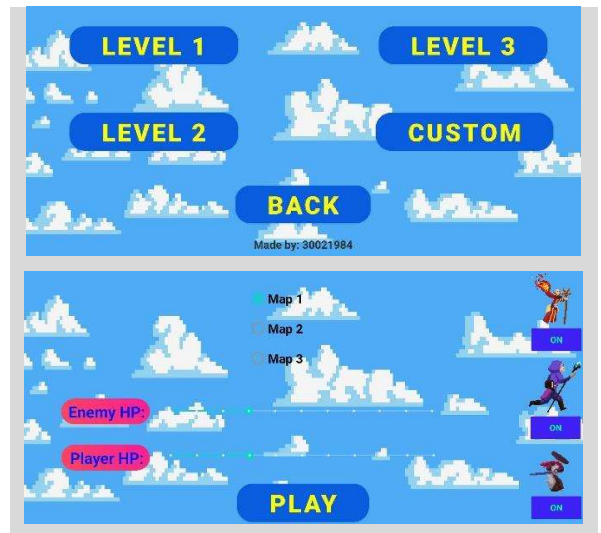 LEVEL 1
LEVEL 3
LEVEL 2
CUSTOM
BACK
Made by: 30021984
Map 1
Map 2
Map 3
ON
Enemy HP:
ON
Player HP:
PLAY
ON